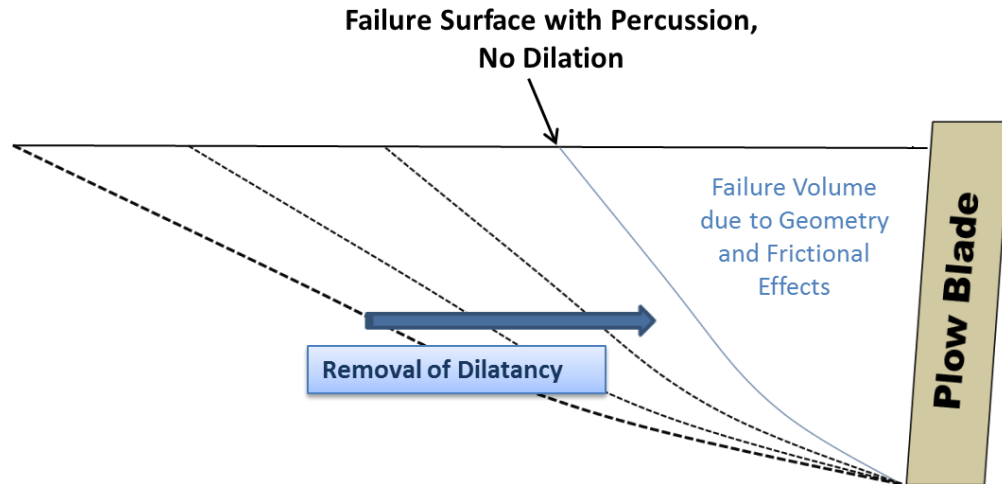 Failure Surface with Percussion,
No Dilation
Failure Volume
due to Geometry
and Frictional
Effects
Removal of Dilatancy
Plow Blade